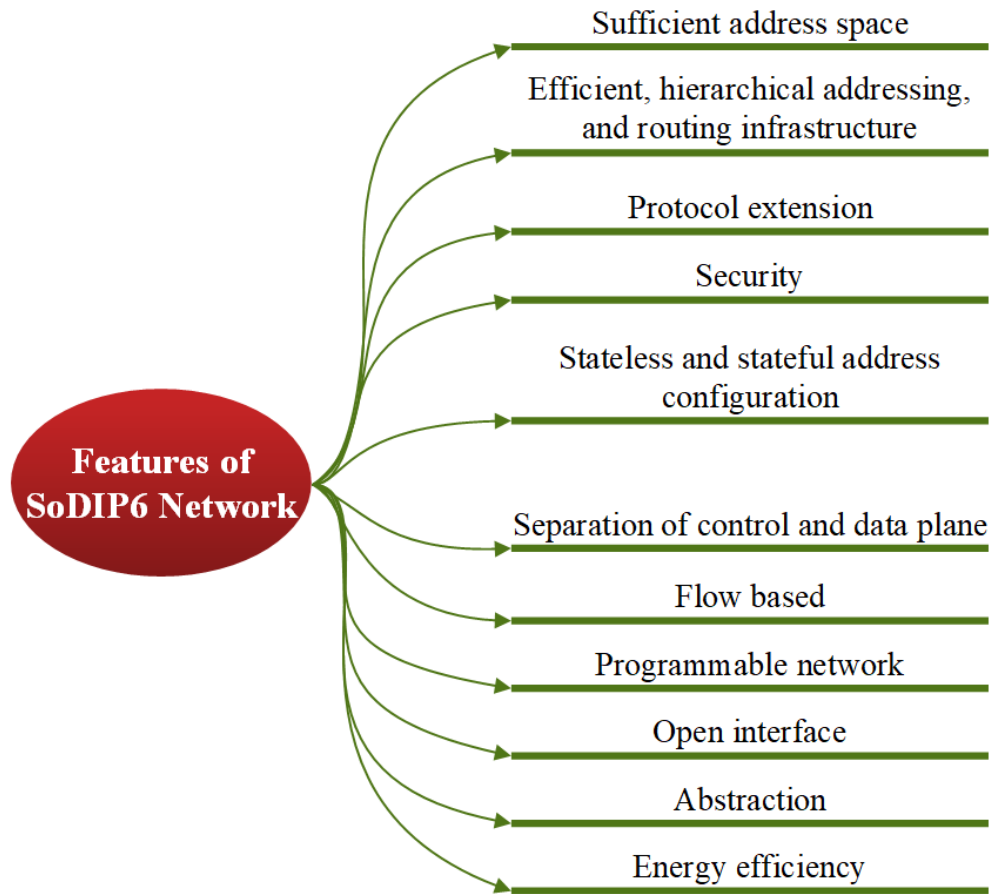 Sufficient address space
Efficient, hierarchical addressing,
and routing infrastructure
Protocol extension
Security
Stateless and stateful address
configuration
Features of
SoDIP6 Network
Separation of control and data plane
Flow based
Programmable network
Open interface
Abstraction
Energy efficiency